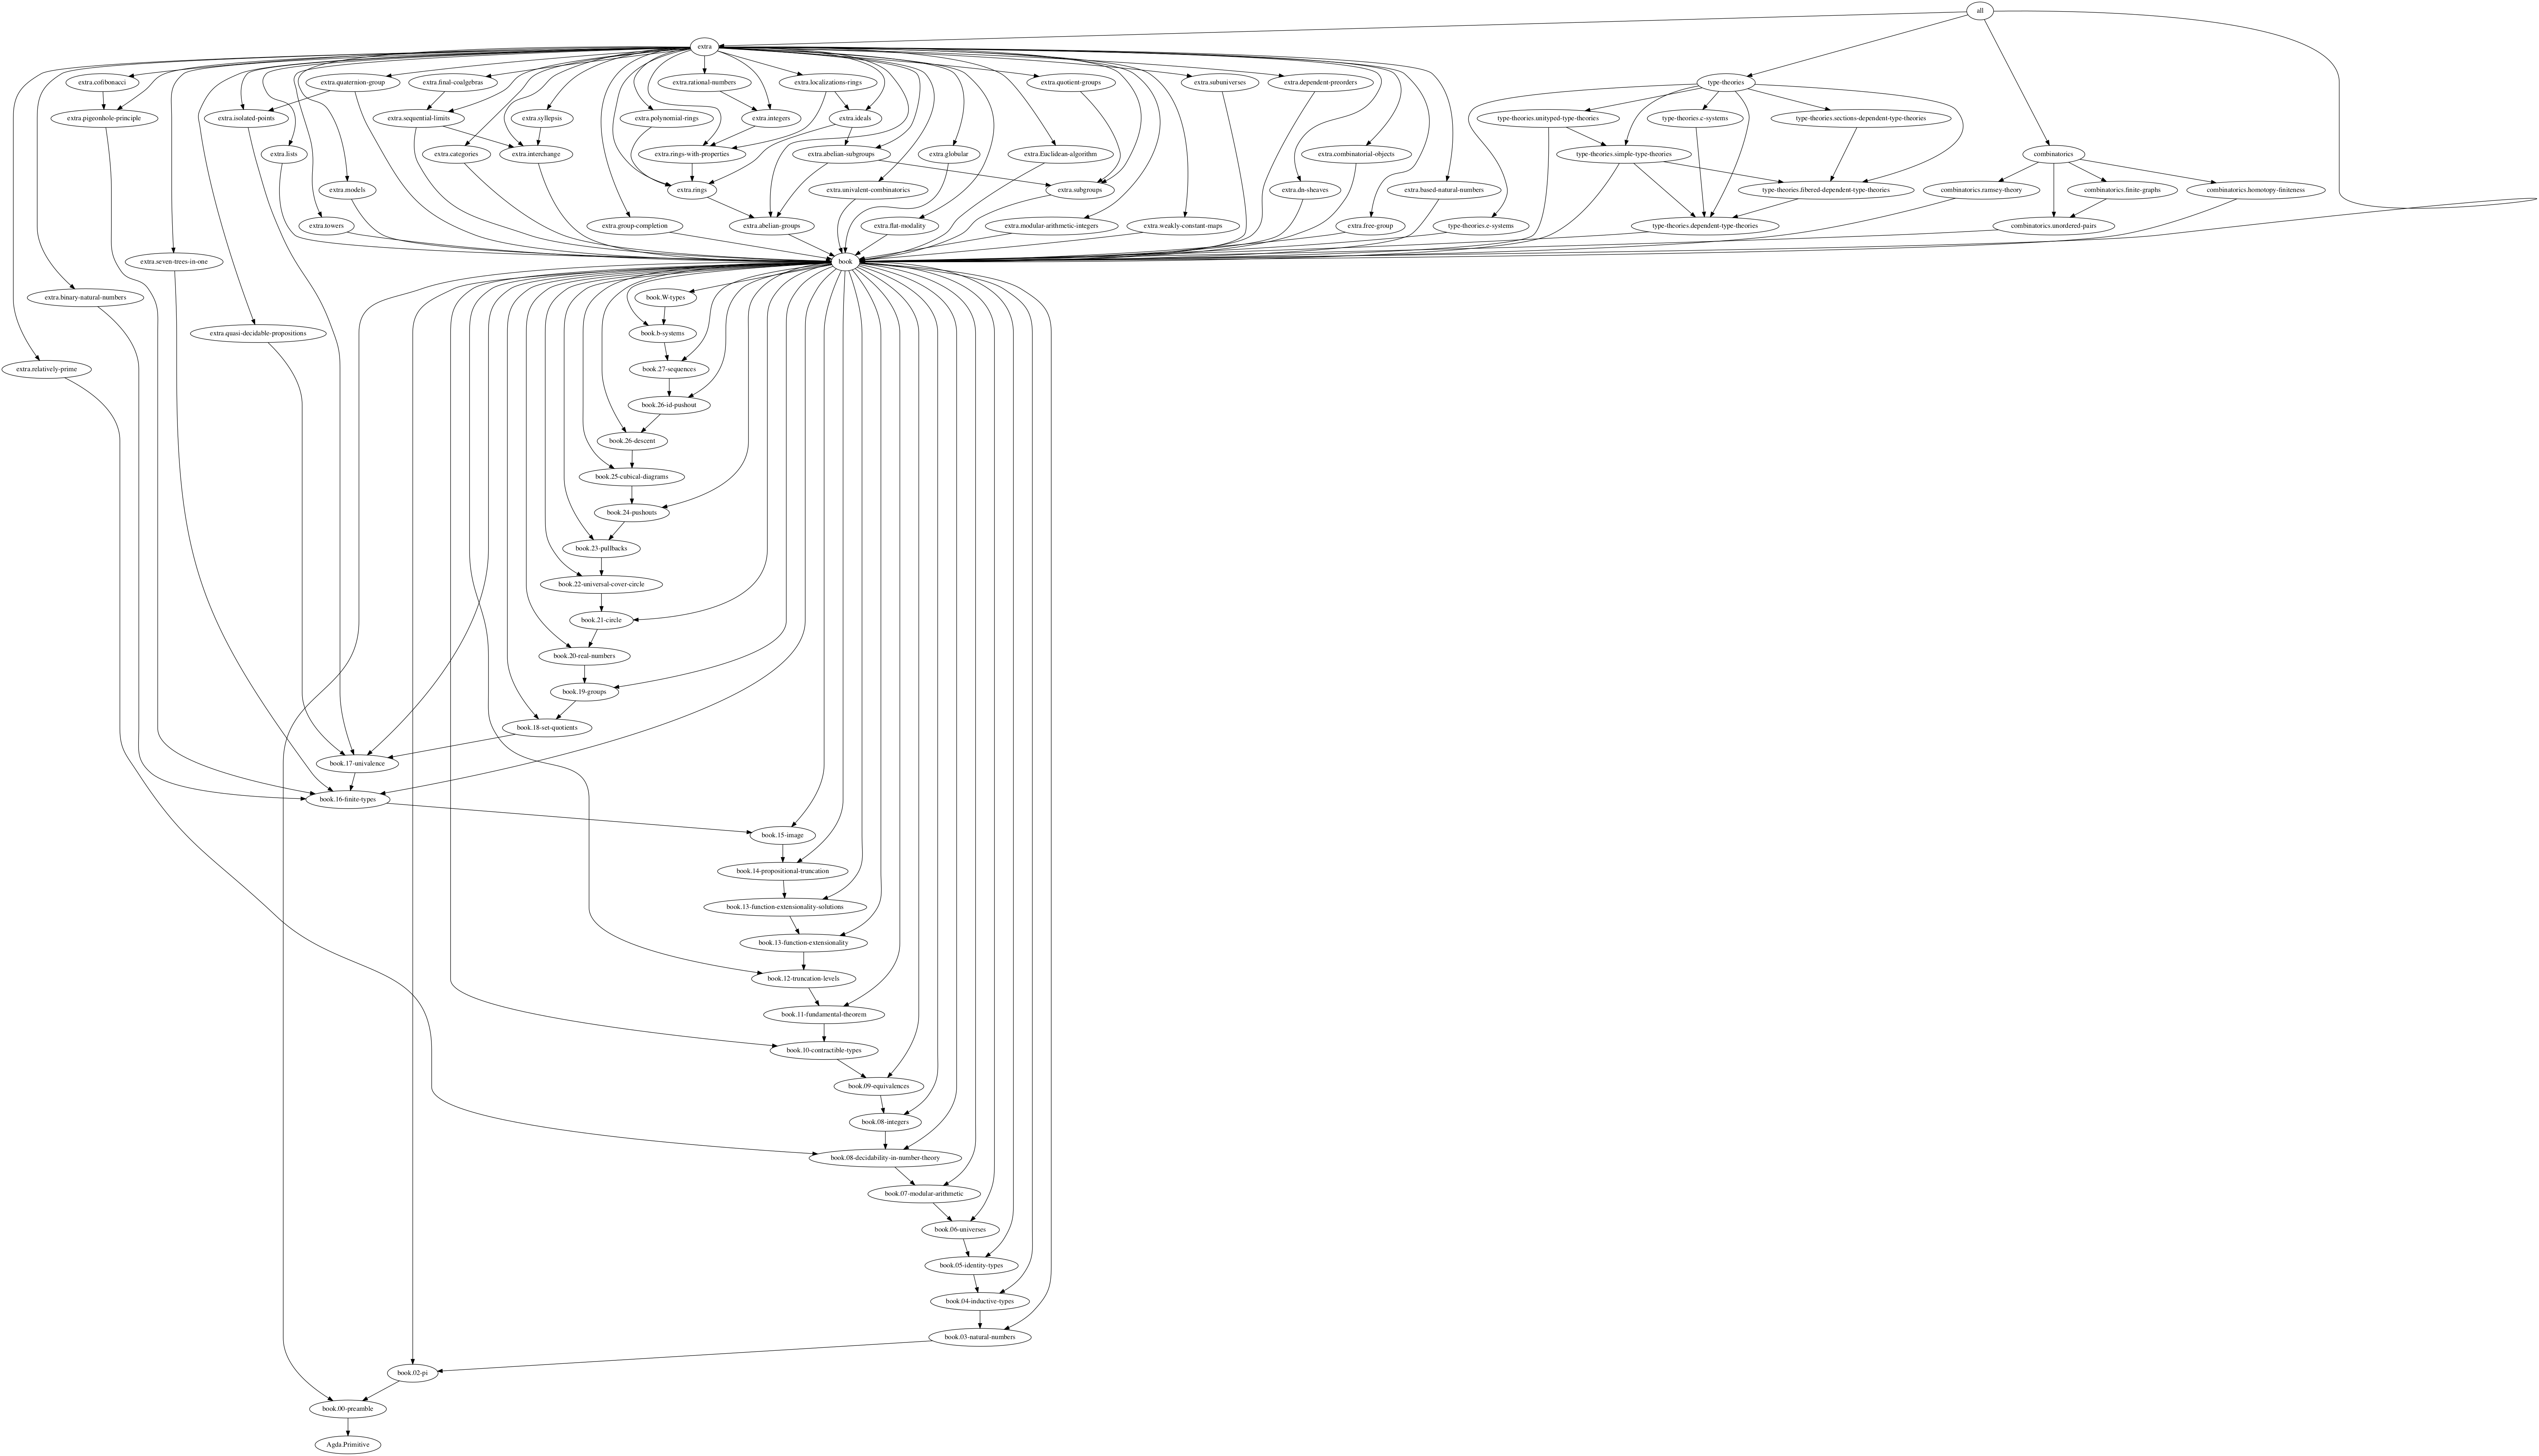 all
extra
extra.cofibonacci
extra.quaternion-group
extra.final-coalgebras
extra.rational-numbers
extra.localizations-rings
extra.quotient-groups
extra.subuniverses
extra.dependent-preorders
type-theories
extra.pigeonhole-principle
extra.isolated-points
extra.sequential-limits
extra.syllepsis
extra.polynomial-rings
extra.integers
extra.ideals
type-theories.unityped-type-theories
type-theories.c-systems
type-theories.sections-dependent-type-theories
extra.lists
extra.categories
extra.interchange
extra.rings-with-properties
extra.abelian-subgroups
extra.globular
extra.Euclidean-algorithm
extra.combinatorial-objects
type-theories.simple-type-theories
combinatorics
extra.models
extra.rings
extra.univalent-combinatorics
extra.subgroups
extra.dn-sheaves
extra.based-natural-numbers
type-theories.fibered-dependent-type-theories
combinatorics.ramsey-theory
combinatorics.finite-graphs
combinatorics.homotopy-finiteness
extra.towers
extra.group-completion
extra.abelian-groups
extra.flat-modality
extra.modular-arithmetic-integers
extra.weakly-constant-maps
extra.free-group
type-theories.e-systems
type-theories.dependent-type-theories
combinatorics.unordered-pairs
extra.seven-trees-in-one
book
extra.binary-natural-numbers
book.W-types
extra.quasi-decidable-propositions
book.b-systems
extra.relatively-prime
book.27-sequences
book.26-id-pushout
book.26-descent
book.25-cubical-diagrams
book.24-pushouts
book.23-pullbacks
book.22-universal-cover-circle
book.21-circle
book.20-real-numbers
book.19-groups
book.18-set-quotients
book.17-univalence
book.16-finite-types
book.15-image
book.14-propositional-truncation
book.13-function-extensionality-solutions
book.13-function-extensionality
book.12-truncation-levels
book.11-fundamental-theorem
book.10-contractible-types
book.09-equivalences
book.08-integers
book.08-decidability-in-number-theory
book.07-modular-arithmetic
book.06-universes
book.05-identity-types
book.04-inductive-types
book.03-natural-numbers
book.02-pi
book.00-preamble
Agda.Primitive